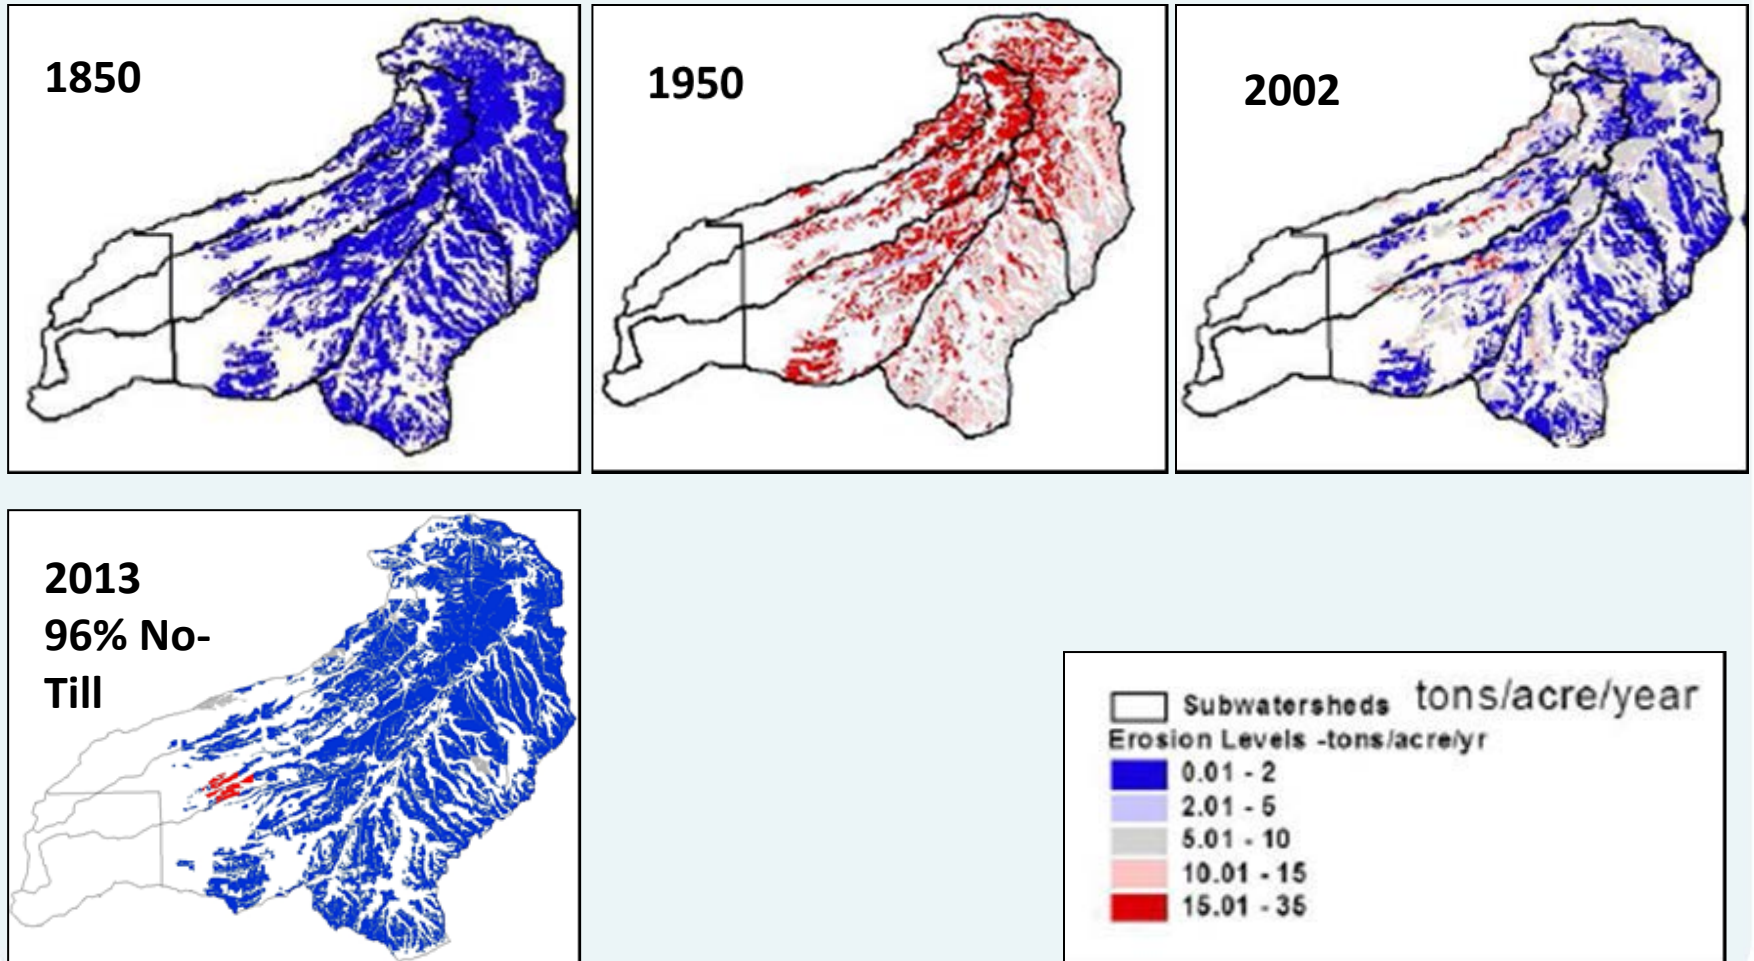 1850
1950
2002
2013
96% No-
Till
Subwatersheds tons/acre/year
Erosion Levels -tons/acre/yr
0.01 - 2
2.01 - 5
5.01 - 10
10.01 - 15
15.01 - 35